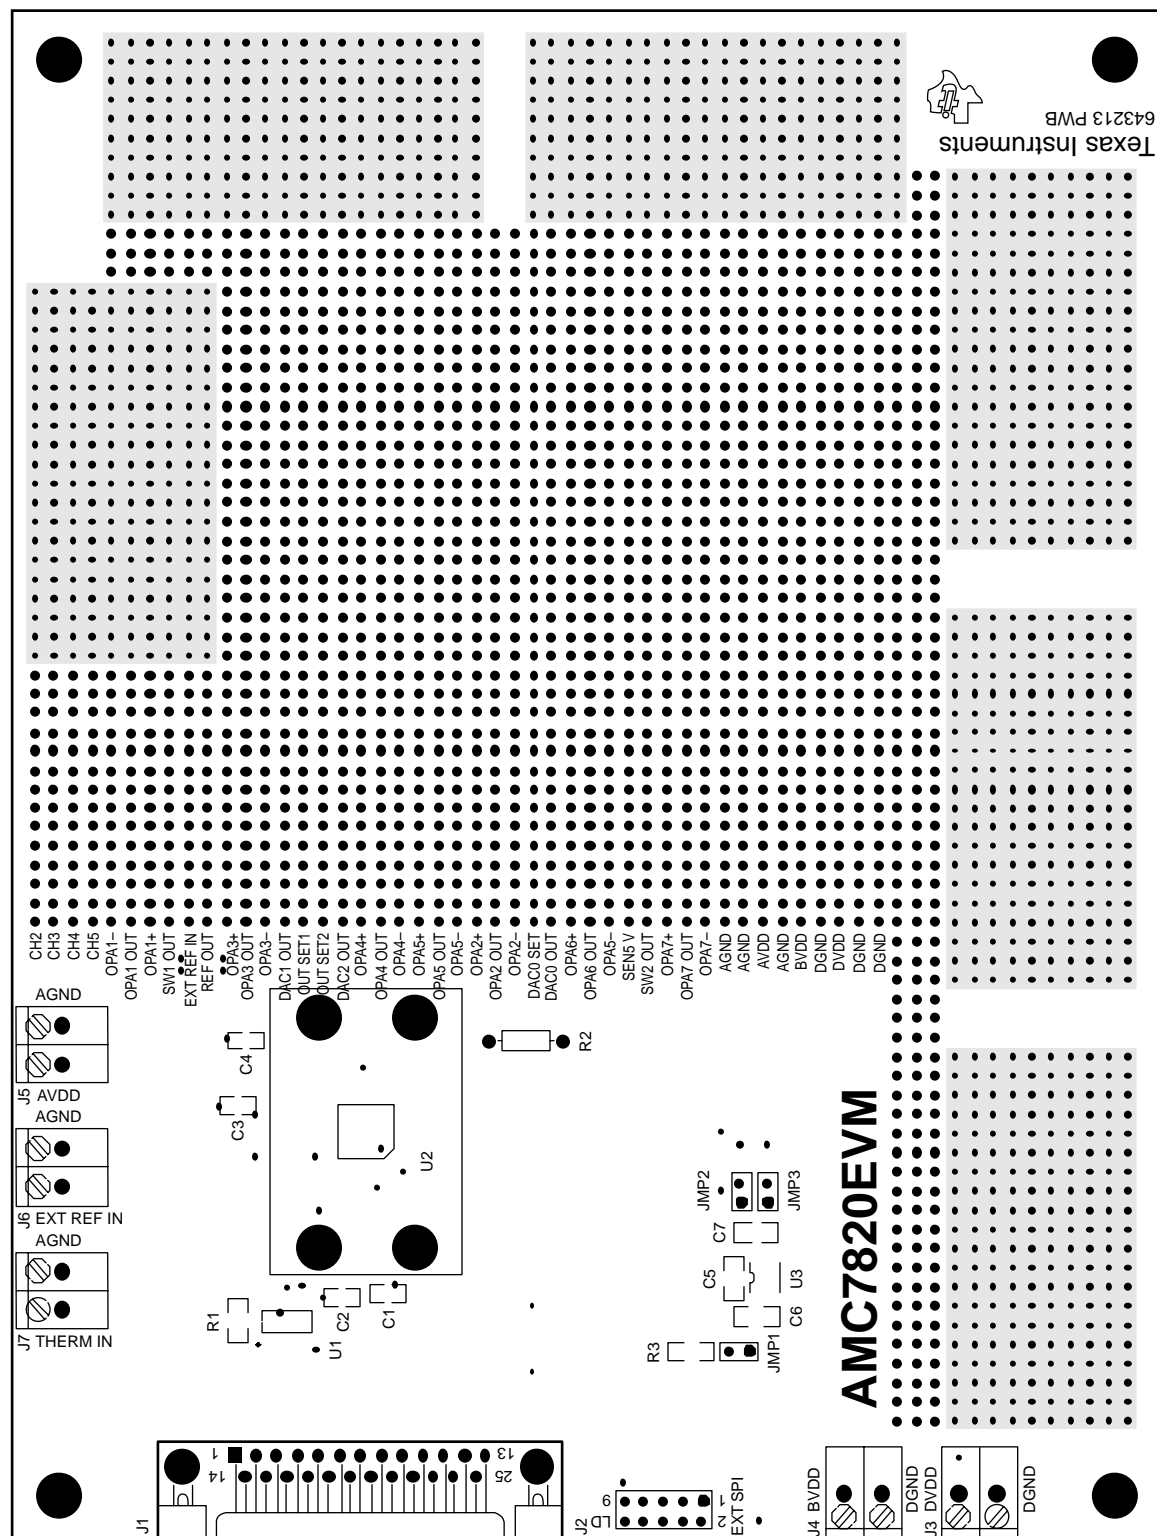 643213 PWB
Texas Instruments
CH2
CH3
CH4
CH5
OPA1–
OPA1 OUT
OPA1+
SW1 OUT
EXT REF IN
REF OUT
OPA3+
OPA3 OUT
OPA3–
DAC1 OUT
OUT SET1
OUT SET2
DAC2 OUT
OPA4+
OPA4 OUT
OPA4–
OPA5+
OPA5 OUT
OPA5–
OPA2+
OPA2 OUT
OPA2–
DAC0 SET
DAC0 OUT
OPA6+
OPA6 OUT
OPA5–
SEN5 V
SW2 OUT
OPA7+
OPA7 OUT
OPA7–
AGND
AGND
AVDD
AGND
BVDD
DGND
DVDD
DGND
DGND
AGND
J5 AVDD
AGND
J6 EXT REF IN
AGND
J7 THERM IN
C4
C3
R2
U2
JMP2
JMP3
C7
C5
U3
C6
R3
JMP1
R1
U1
C2
C1
AMC7820EVM
1
13
14
25
J1
J2
9
1
LD
2
EXT SPI
J4 BVDD
DGND
J3 DVDD
DGND